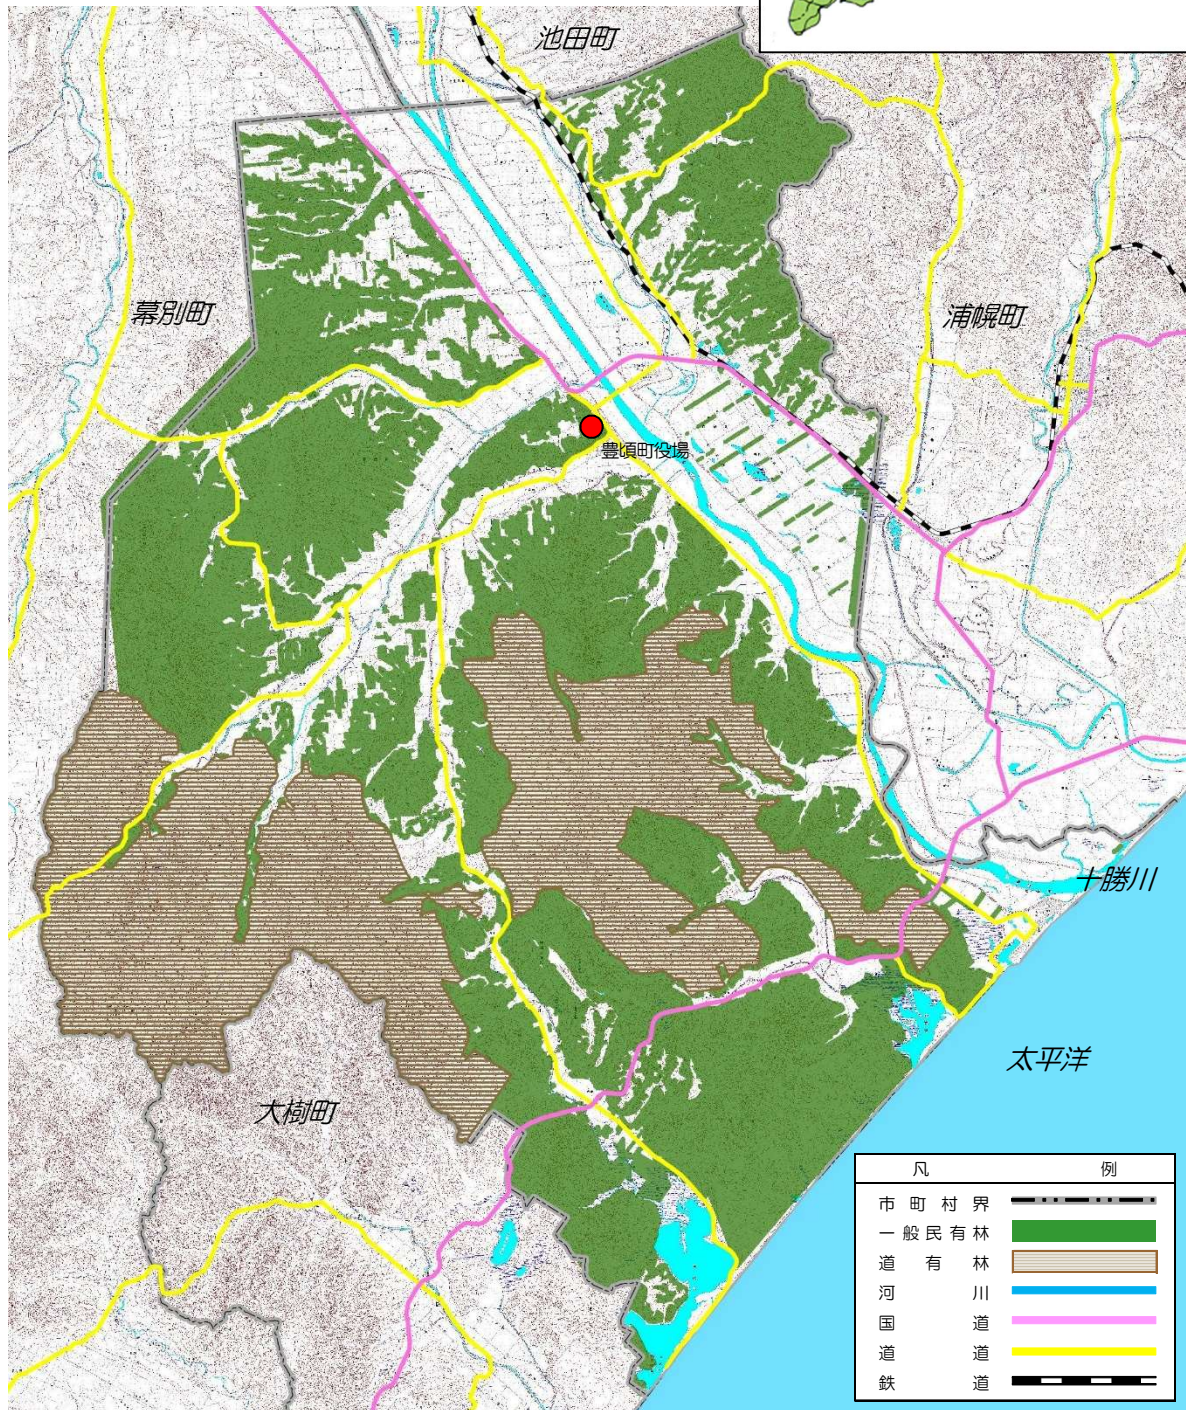 池田町
幕別町
浦幌町
豊頃町役場
十勝川
太平洋
大樹町
凡 例
市町村界
一般民有林
道有林
河川
国道
道道
鉄道